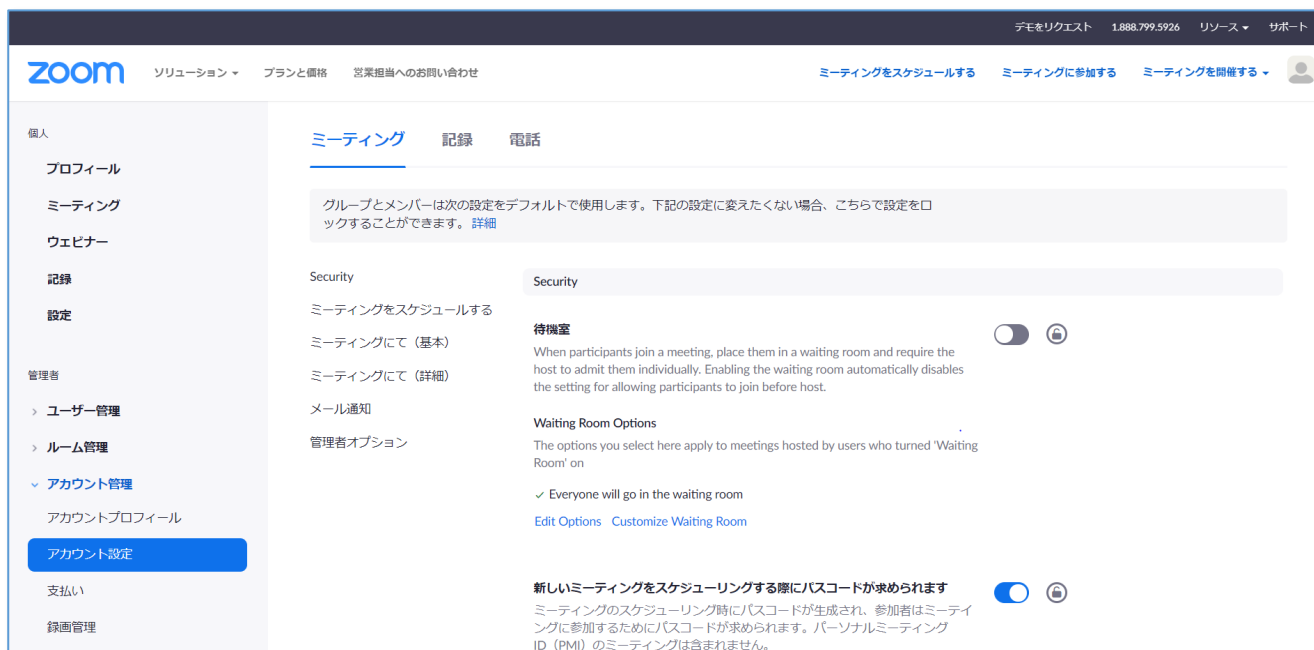 デモをリクエスト 1.888.799.5926 リソース サポート
zoom ソリューション プランと価格 営業担当へのお問い合わせ ミーティングをスケジュールする ミーティングに参加する ミーティングを開催する
個人
プロフィール
ミーティング
ウェビナー
記録
設定
管理者
ユーザー管理
ルーム管理
アカウント管理
アカウントプロフィール
アカウント設定
支払い
録画管理
ミーティング 記録 電話
グループとメンバーは次の設定をデフォルトで使用します。下記の設定に変えたくない場合、こちらで設定をロ
ックすることができます。 詳細
Security
ミーティングをスケジュールする
ミーティングにて（基本）
ミーティングにて（詳細）
メール通知
管理者オプション
Security
待機室
When participants join a meeting, place them in a waiting room and require the
host to admit them individually. Enabling the waiting room automatically disables
the setting for allowing participants to join before host.
Waiting Room Options
The options you select here apply to meetings hosted by users who turned 'Waiting
Room' on
✓ Everyone will go in the waiting room
Edit Options Customize Waiting Room
新しいミーティングをスケジューリングする際にパスコードが求められます
ミーティングのスケジューリング時にパスコードが生成され、参加者はミーティ
ングに参加するためにパスコードが求められます。パーソナルミーティング
ID（PMI）のミーティングは含まれません。